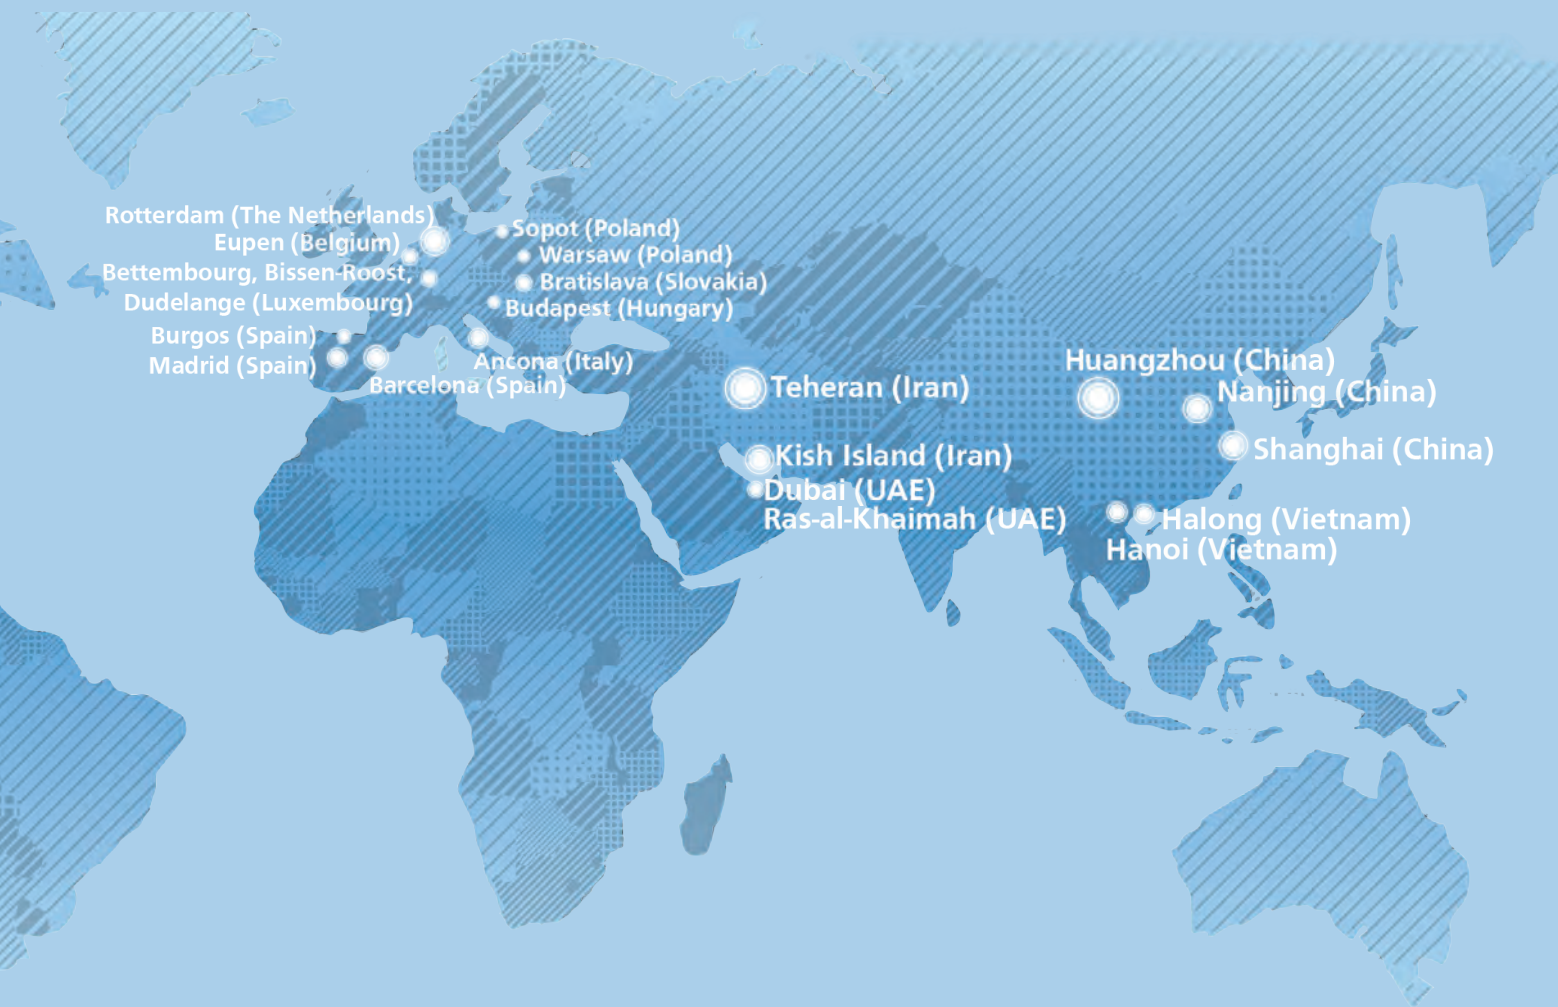 Rotterdam (The Netherlands)
Eupen (Belgium)
Bettembourg, Bissen-Roost,
Dudelange (Luxembourg)
Burgos (Spain)
Madrid (Spain)
Barcelona (Spain)
Sopot (Poland)
Warsaw (Poland)
Bratislava (Slovakia)
Budapest (Hungary)
Ancona (Italy)
Teheran (Iran)
Kish Island (Iran)
Dubai (UAE)
Ras-al-Khaimah (UAE)
Huangzhou (China)
Nanjing (China)
Shanghai (China)
Halong (Vietnam)
Hanoi (Vietnam)